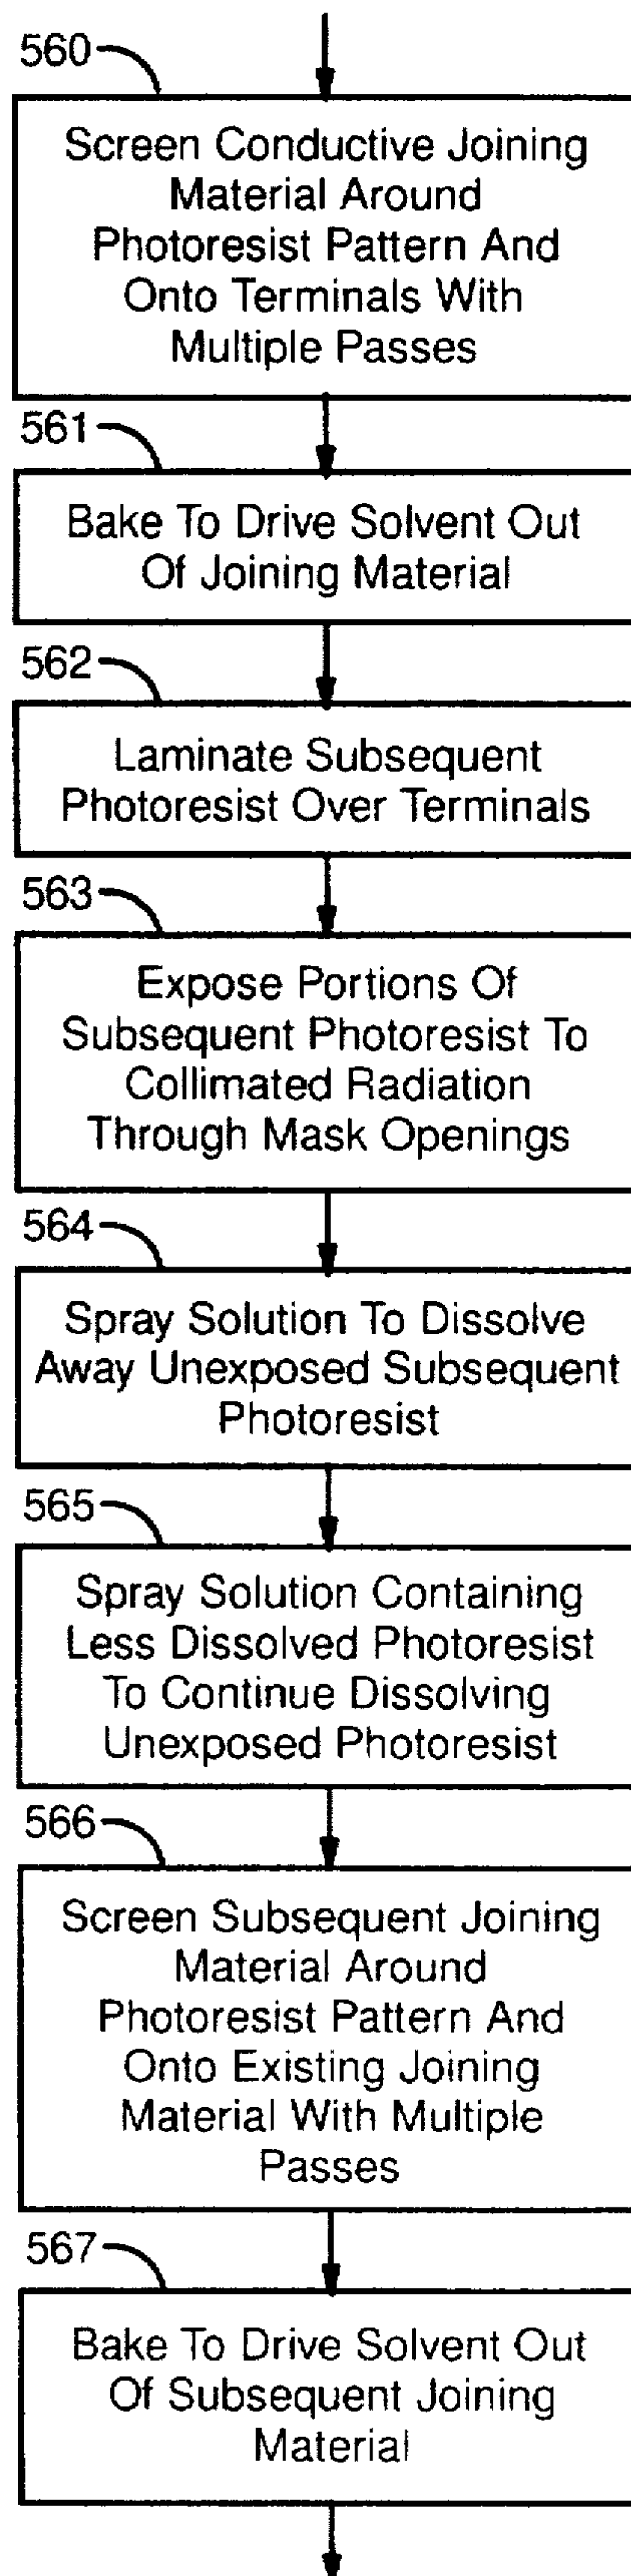 560
Screen Conductive Joining
Material Around
Photoresist Pattern And
Onto Terminals With
Multiple Passes
561
Bake To Drive Solvent Out
Of Joining Material
562
Laminate Subsequent
Photoresist Over Terminals
563
Expose Portions Of
Subsequent Photoresist To
Collimated Radiation
Through Mask Openings
564
Spray Solution To Dissolve
Away Unexposed Subsequent
Photoresist
565
Spray Solution Containing
Less Dissolved Photoresist
To Continue Dissolving
Unexposed Photoresist
566
Screen Subsequent Joining
Material Around
Photoresist Pattern And
Onto Existing Joining
Material With Multiple
Passes
567
Bake To Drive Solvent Out
Of Subsequent Joining
Material